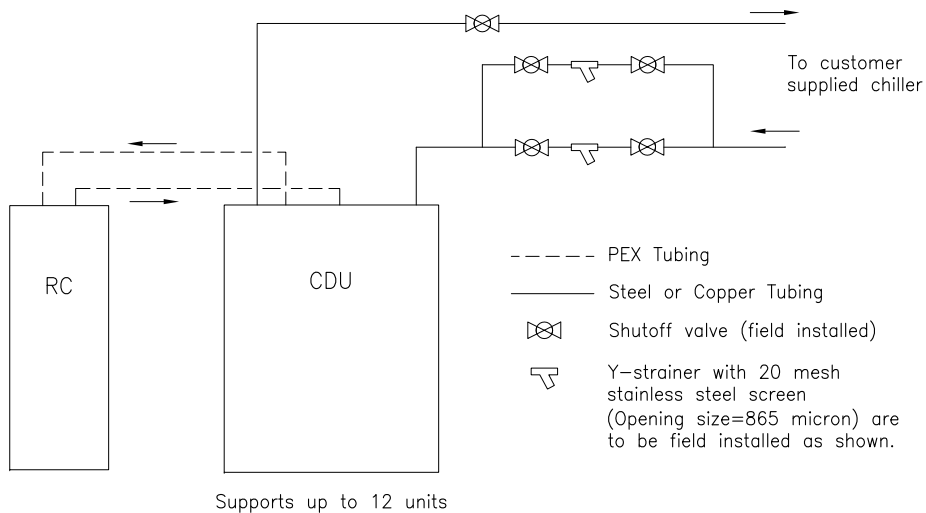 To customer
supplied chiller
RC
CDU
PEX Tubing
Steel or Copper Tubing
Shutoff valve (field installed)
Y-strainer with 20 mesh
stainless steel screen
(Opening size=865 micron) are
to be field installed as shown.
Supports up to 12 units